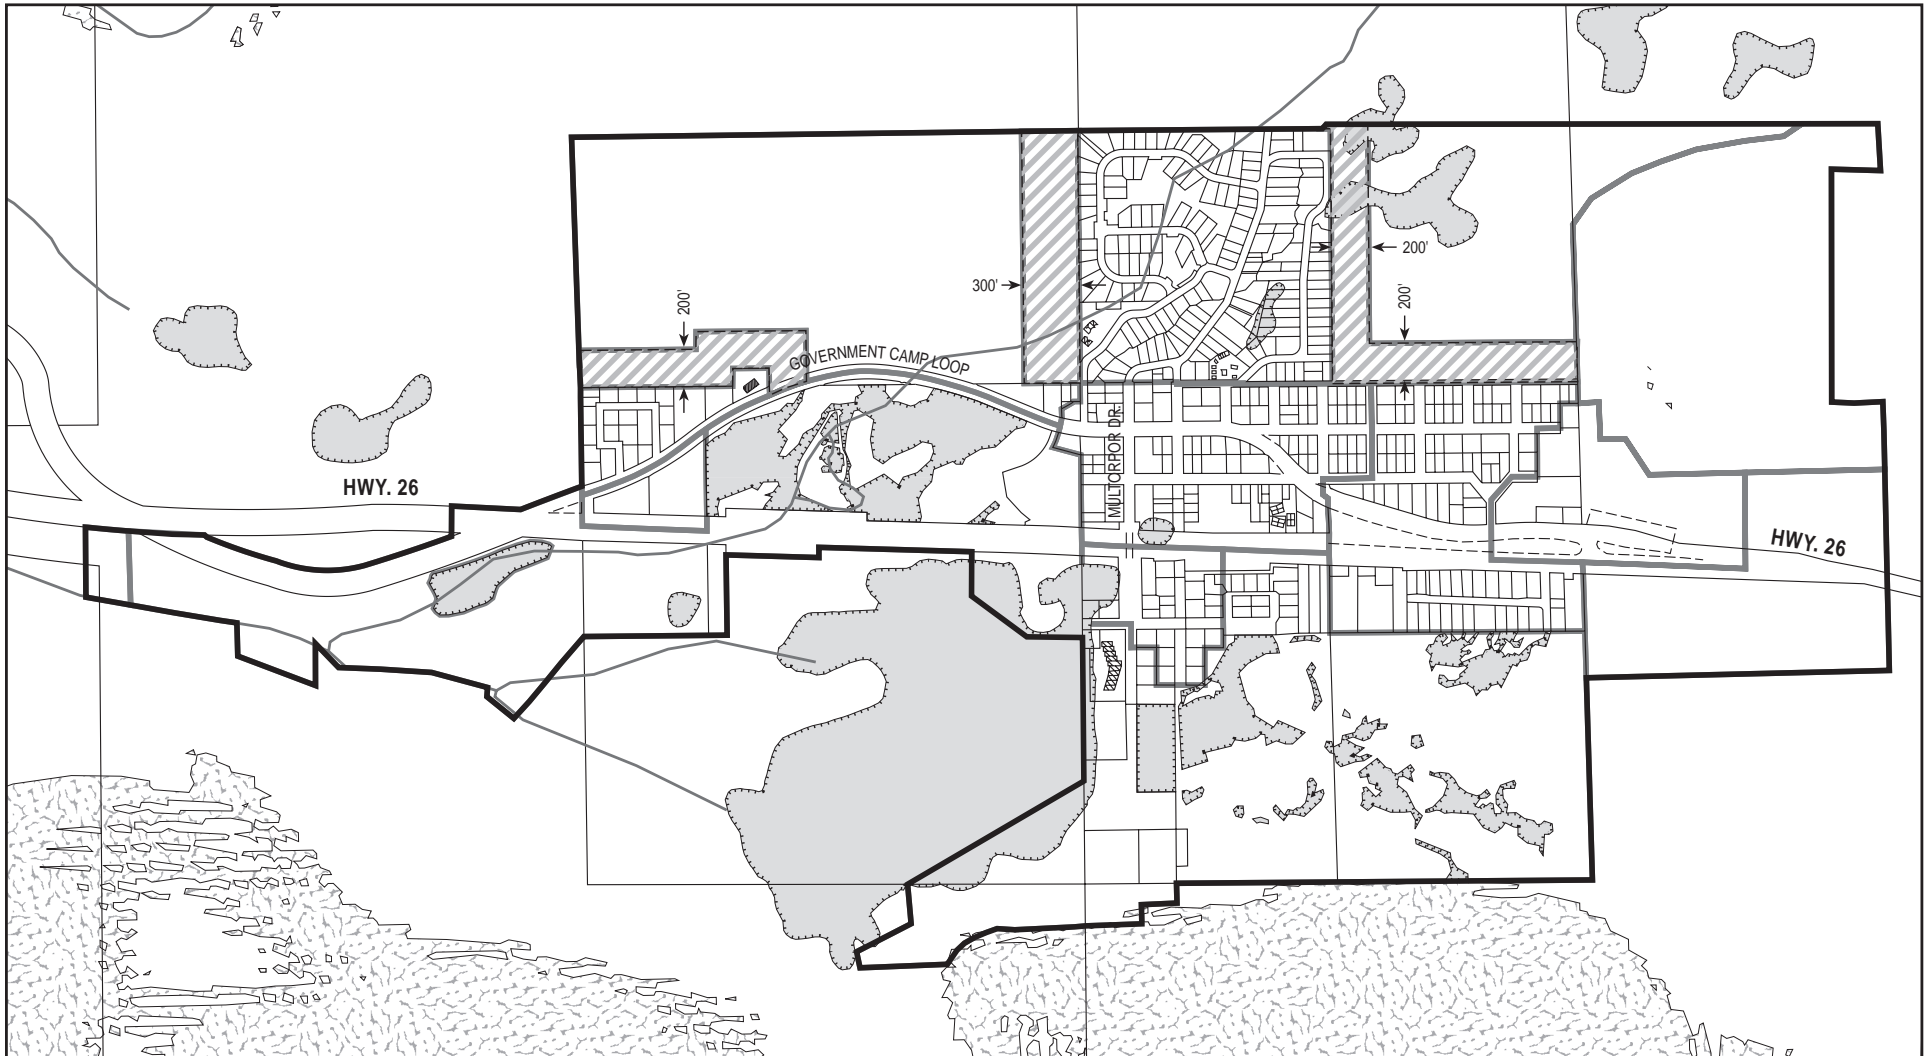 200'
300'
200'
200'
GOVERNMENT CAMP LOOP
MULTORPOR DR.
HWY. 26
HWY. 26